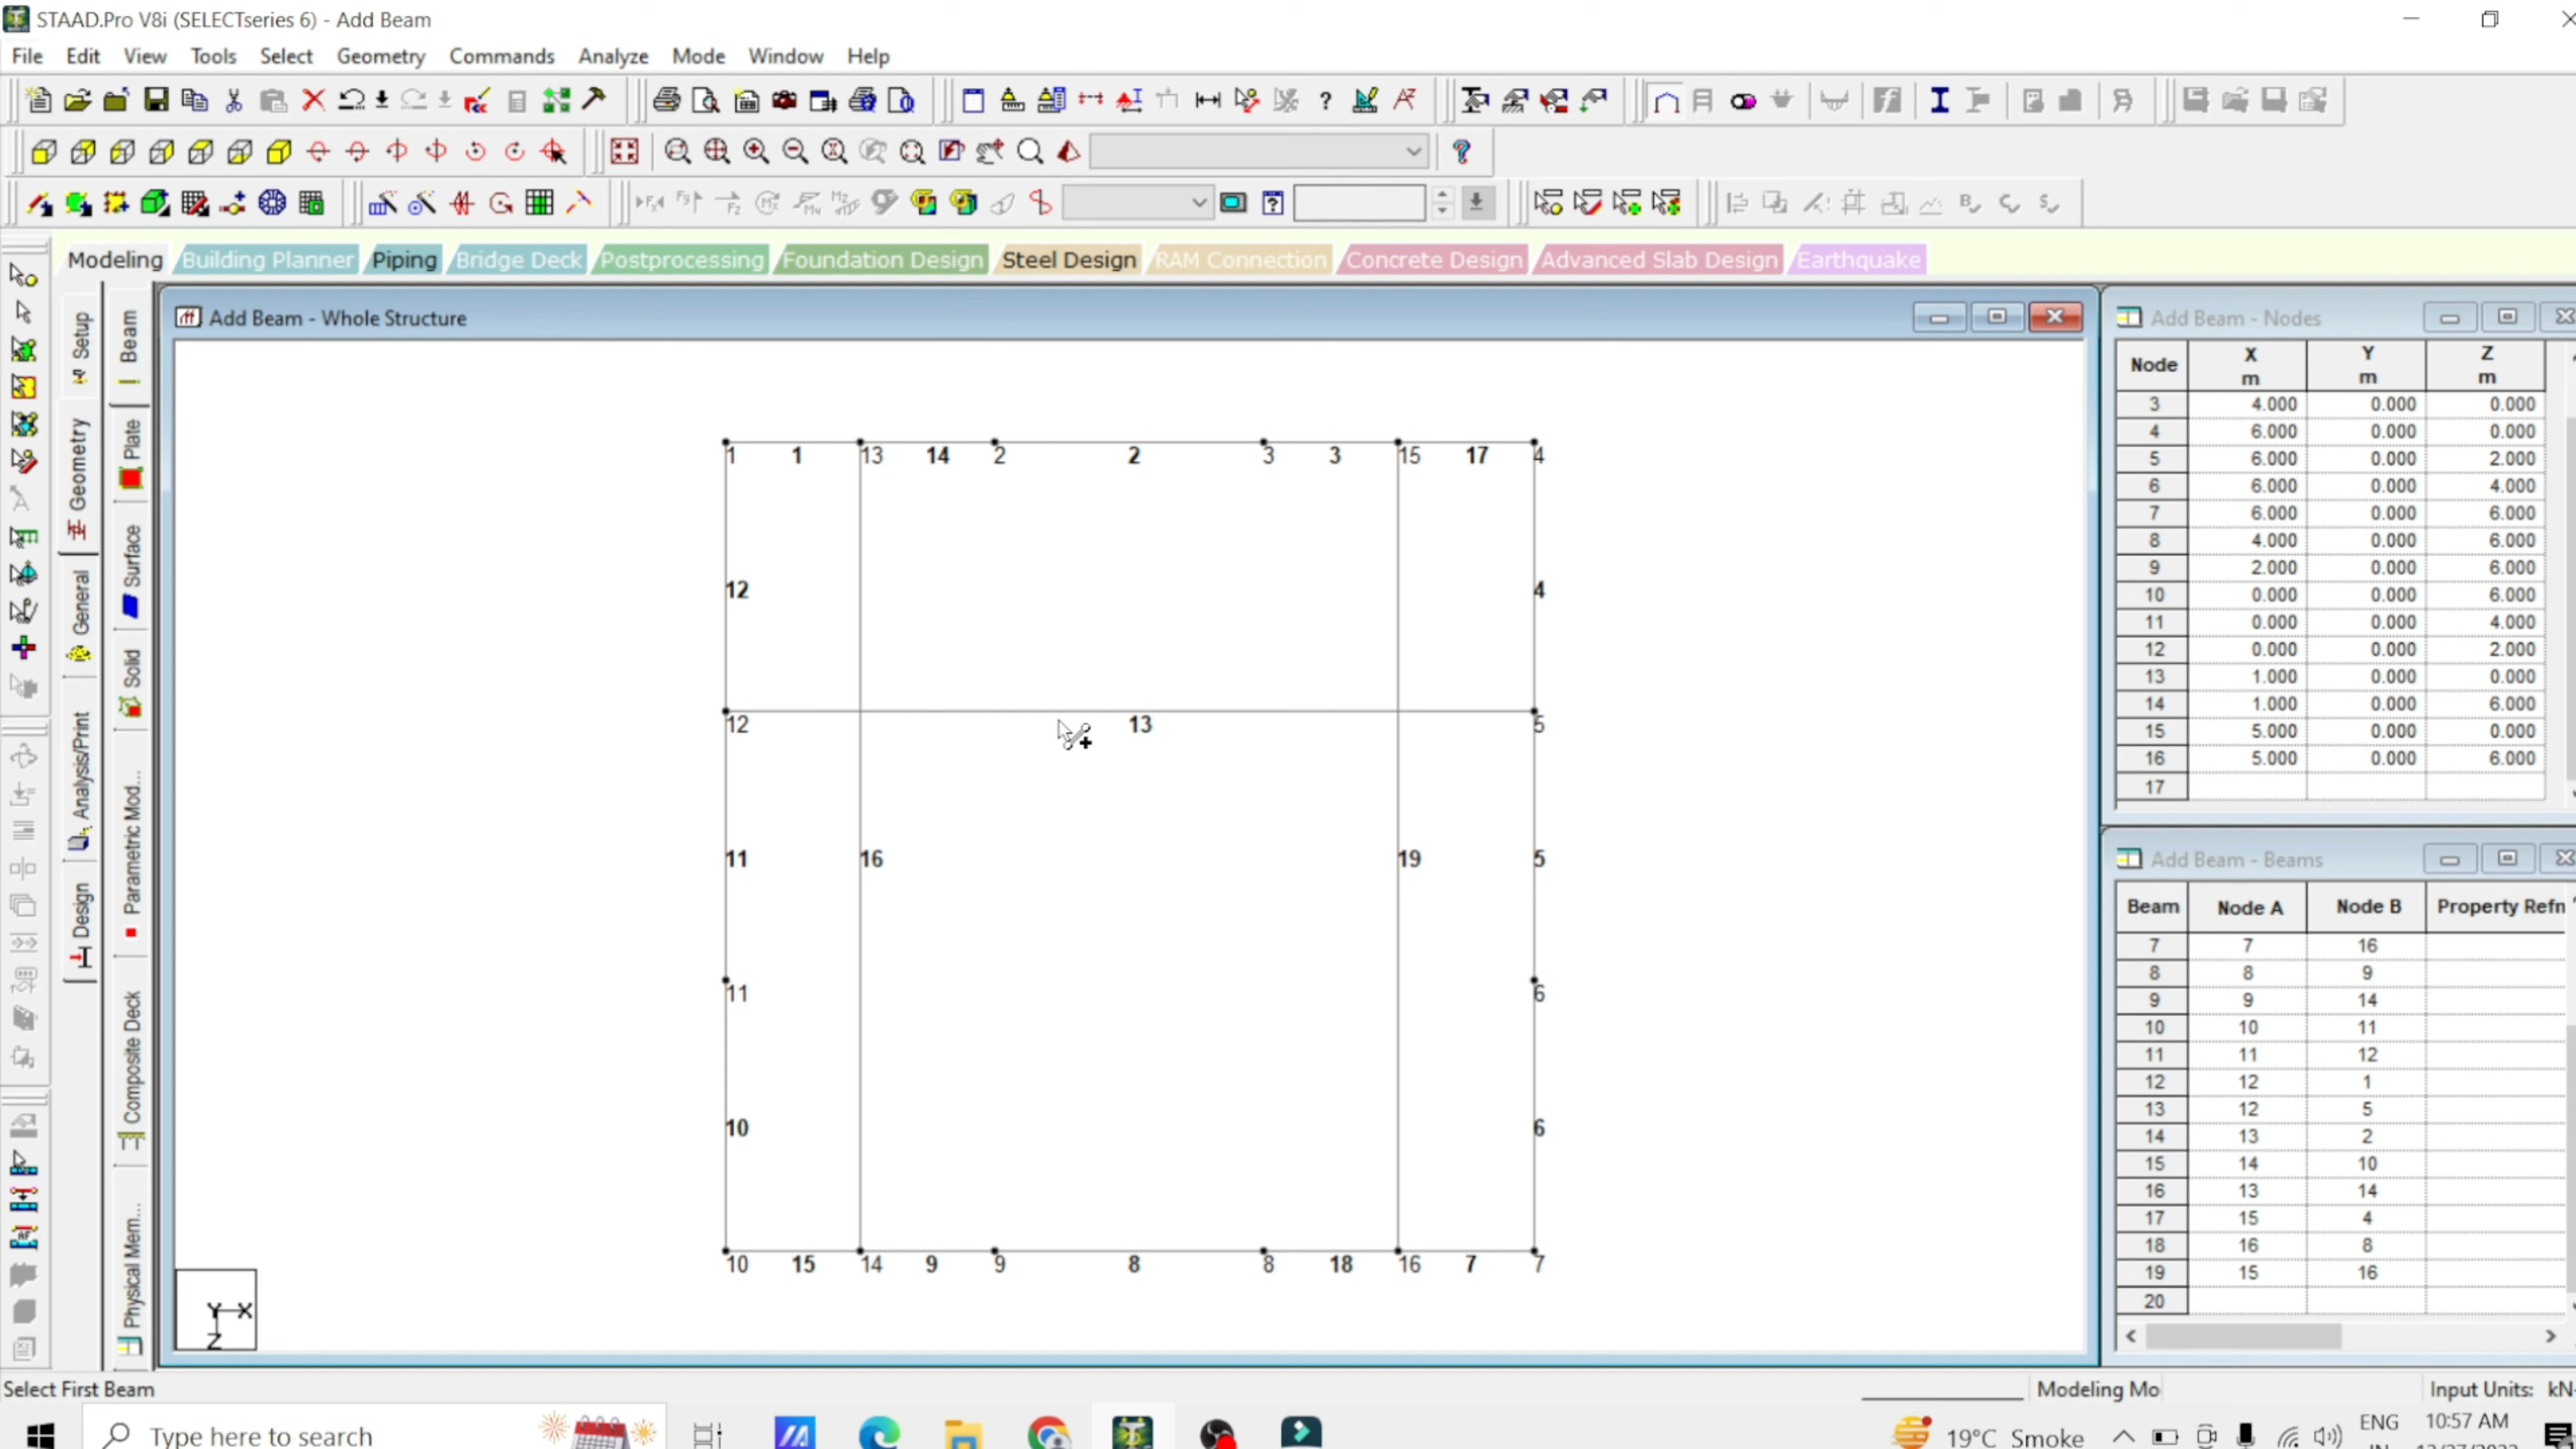 STAAD.Pro V8i (SELECTseries 6) - Add Beam
File Edit View Tools Select Geometry Commands Analyze Mode Window Help
Modeling Building Planner Piping Bridge Deck Postprocessing Foundation Design Steel Design RAM Connection Concrete Design Advanced Slab Design Earthquake
Setup
Geometry
General
Analysis/Print
Design
Beam
Plate
Surface
Solid
Parametric Mod...
Composite Deck
Physical Mem...
Add Beam - Whole Structure
1 1 13 14 2 2 3 3 15 17 4
12 4
12 13 5
11 16 19 5
11 6
10 6
10 15 14 9 9 8 8 18 16 7 7
Y X
Z
Add Beam - Nodes
Node X m Y m Z m
3 4.000 0.000 0.000
4 6.000 0.000 0.000
5 6.000 0.000 2.000
6 6.000 0.000 4.000
7 6.000 0.000 6.000
8 4.000 0.000 6.000
9 2.000 0.000 6.000
10 0.000 0.000 6.000
11 0.000 0.000 4.000
12 0.000 0.000 2.000
13 1.000 0.000 0.000
14 1.000 0.000 6.000
15 5.000 0.000 0.000
16 5.000 0.000 6.000
17
Add Beam - Beams
Beam Node A Node B Property Refn
7 7 16
8 8 9
9 9 14
10 10 11
11 11 12
12 12 1
13 12 5
14 13 2
15 14 10
16 13 14
17 15 4
18 16 8
19 15 16
20
Select First Beam
Modeling Mo
Input Units: kN-
Type here to search
19°C Smoke
ENG
10:57 AM